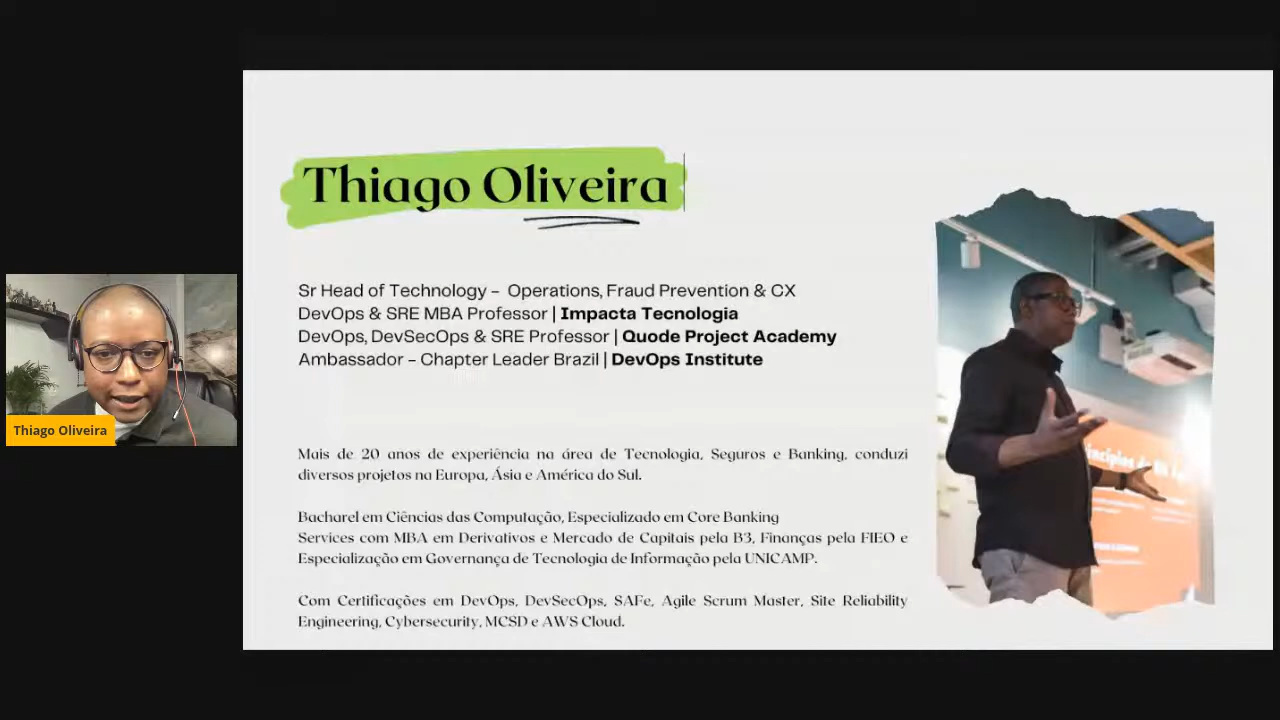 Thiago Oliveira
Sr Head of Technology - Operations, Fraud Prevention & CX
DevOps & SRE MBA Professor | Impacta Tecnologia
DevOps, DevSecOps & SRE Professor | Quode Project Academy
Ambassador - Chapter Leader Brazil | DevOps Institute
Mais de 20 anos de experiência na área de Tecnologia, Seguros e Banking, conduzi
diversos projetos na Europa, Ásia e América do Sul.
Bacharel em Ciências das Computação, Especializado em Core Banking
Services com MBA em Derivativos e Mercado de Capitais pela B3, Finanças pela FIEO e
Especialização em Governança de Tecnologia de Informação pela UNICAMP.
Com Certificações em DevOps, DevSecOps, SAFe, Agile Scrum Master, Site Reliability
Engineering, Cybersecurity, MCSD e AWS Cloud.
Thiago Oliveira